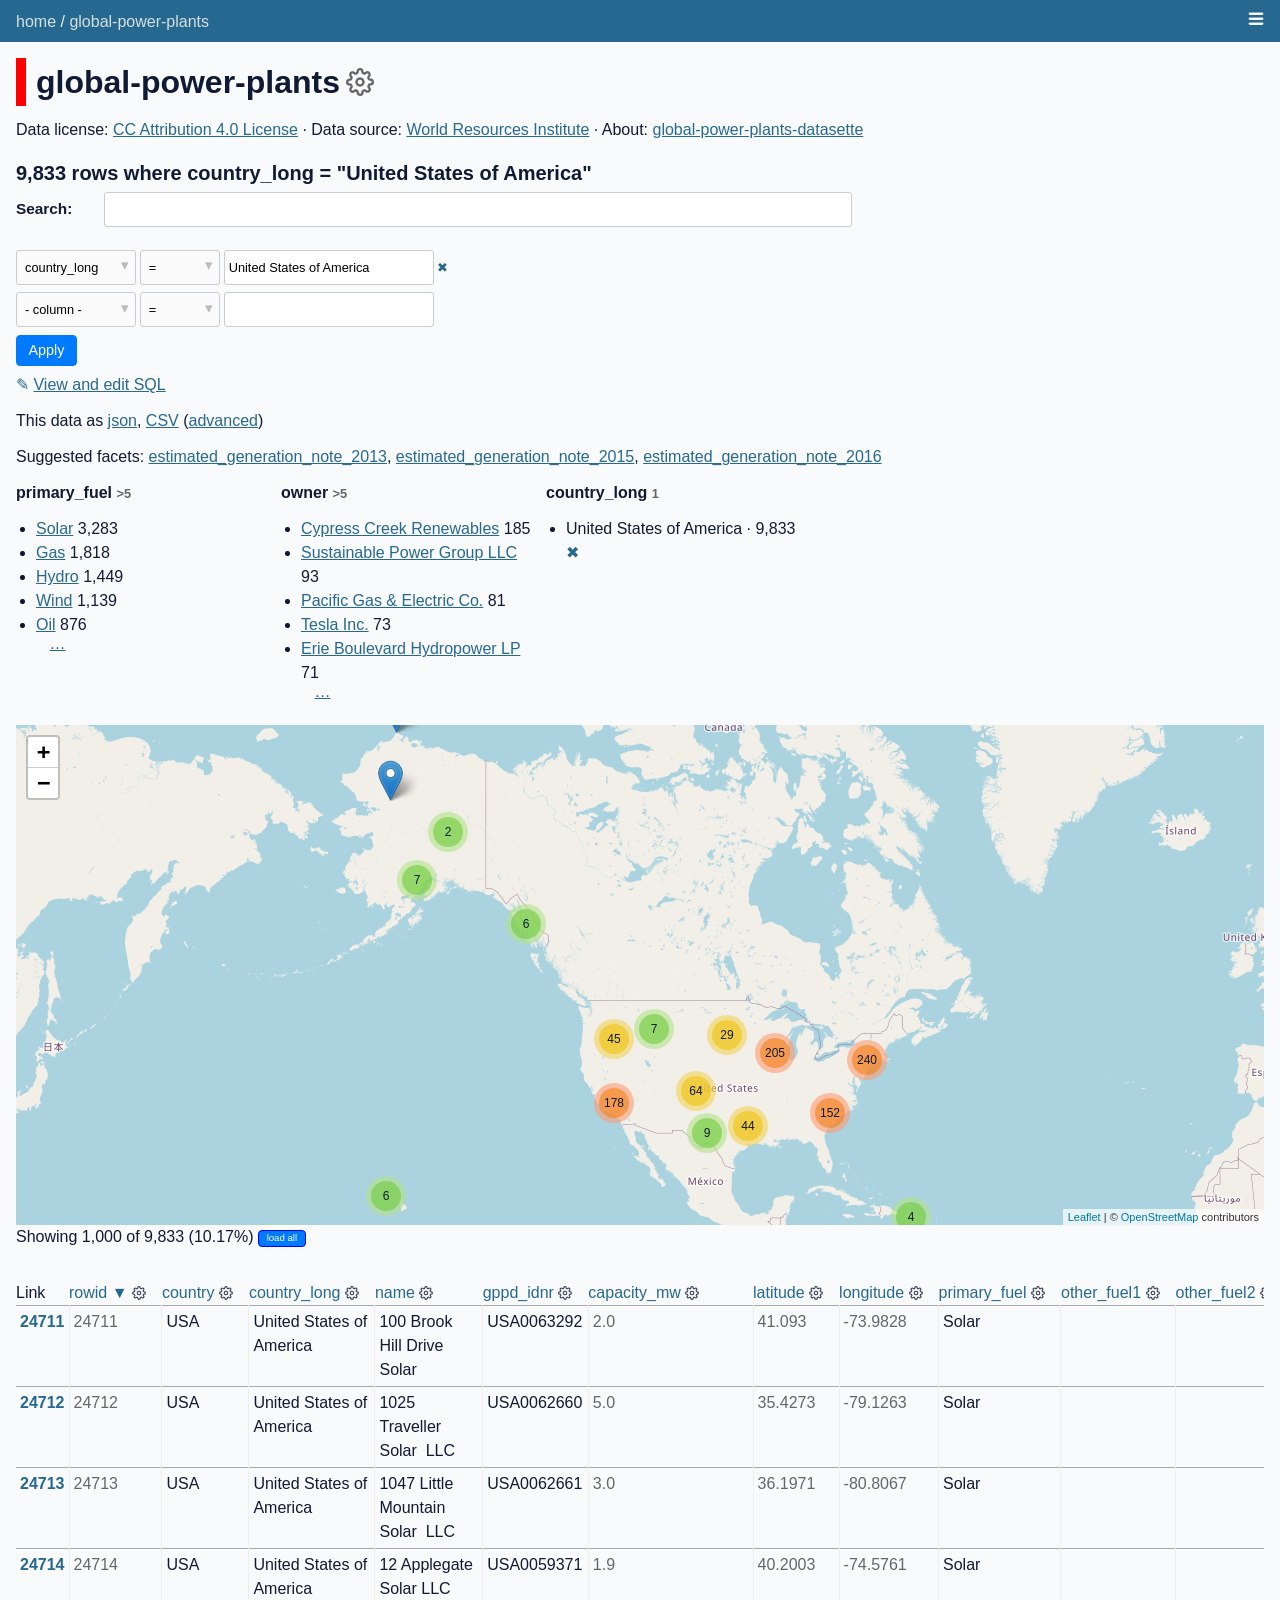 home / global-power-plants
global-power-plants
Data license: CC Attribution 4.0 License · Data source: World Resources Institute · About: global-power-plants-datasette
9,833 rows where country_long = "United States of America"
Search:
country_long ▼ = ▼ United States of America ✖
- column - ▼ = ▼
Apply
✎ View and edit SQL
This data as json, CSV (advanced)
Suggested facets: estimated_generation_note_2013, estimated_generation_note_2015, estimated_generation_note_2016
primary_fuel >5
Solar 3,283
Gas 1,818
Hydro 1,449
Wind 1,139
Oil 876
…
owner >5
Cypress Creek Renewables 185
Sustainable Power Group LLC
93
Pacific Gas & Electric Co. 81
Tesla Inc. 73
Erie Boulevard Hydropower LP
71
…
country_long 1
United States of America · 9,833
✖
+
−
Canada
Ísland
2
7
6
United K
日本
45
7
29
205
240
64
ted States
178
152
9
44
Esp
México
موريتانيا
6
4
Leaflet | © OpenStreetMap contributors
Showing 1,000 of 9,833 (10.17%) load all
Link rowid ▼ country country_long name gppd_idnr capacity_mw latitude longitude primary_fuel other_fuel1 other_fuel2
24711 24711 USA United States of USA0063292 2.0 41.093 -73.9828 Solar
America
100 Brook
Hill Drive
Solar
24712 24712 USA United States of USA0062660 5.0 35.4273 -79.1263 Solar
America
1025
Traveller
Solar  LLC
24713 24713 USA United States of USA0062661 3.0 36.1971 -80.8067 Solar
America
1047 Little
Mountain
Solar  LLC
24714 24714 USA United States of USA0059371 1.9 40.2003 -74.5761 Solar
America
12 Applegate
Solar LLC